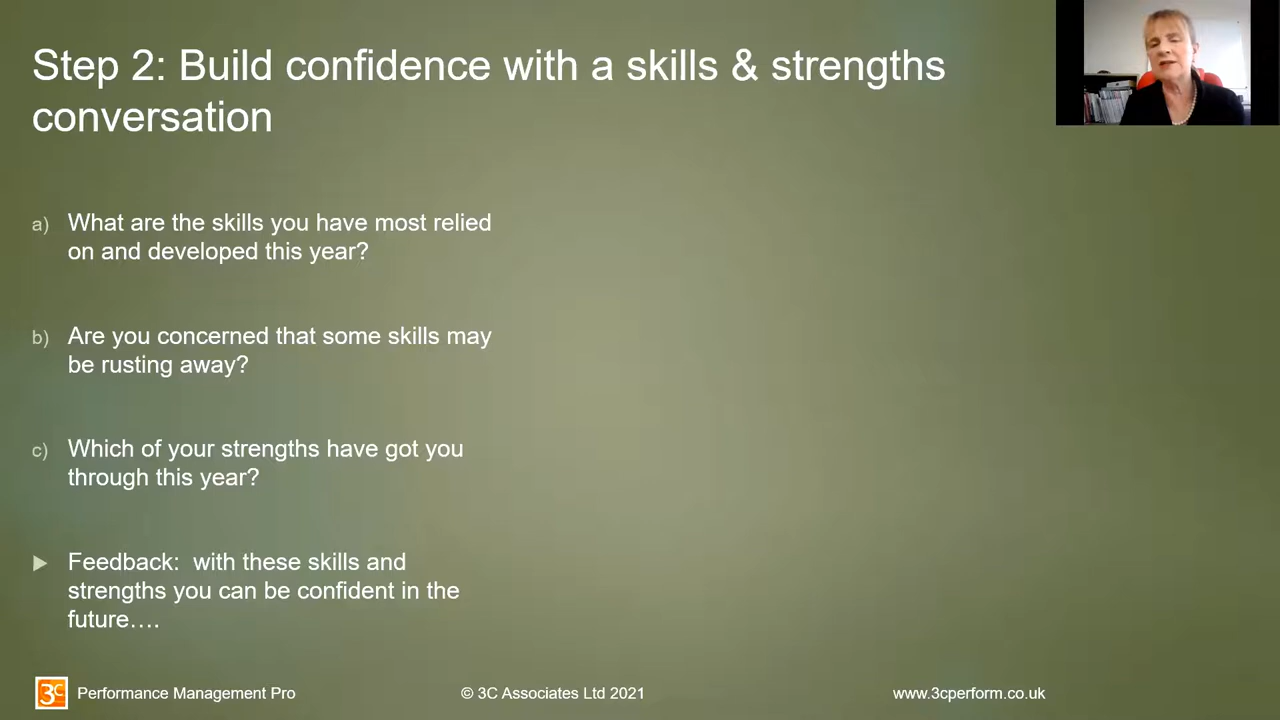 Step 2: Build confidence with a skills & strengths
conversation
a) What are the skills you have most relied
on and developed this year?
b) Are you concerned that some skills may
be rusting away?
c) Which of your strengths have got you
through this year?
Feedback:  with these skills and
strengths you can be confident in the
future….
3C Performance Management Pro © 3C Associates Ltd 2021 www.3cperform.co.uk